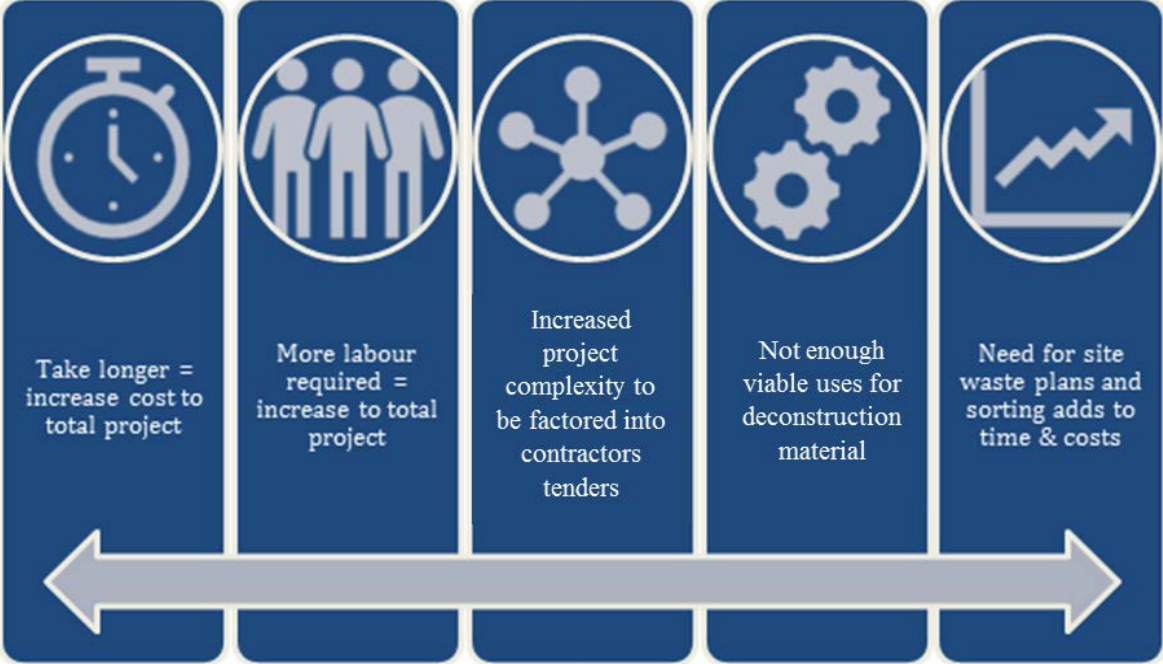 Take longer =
increase cost to
total project
More labour
required =
increase to total
project
Increased
project
complexity to
be factored into
contractors
tenders
Not enough
viable uses for
deconstruction
material
Need for site
waste plans and
sorting adds to
time & costs